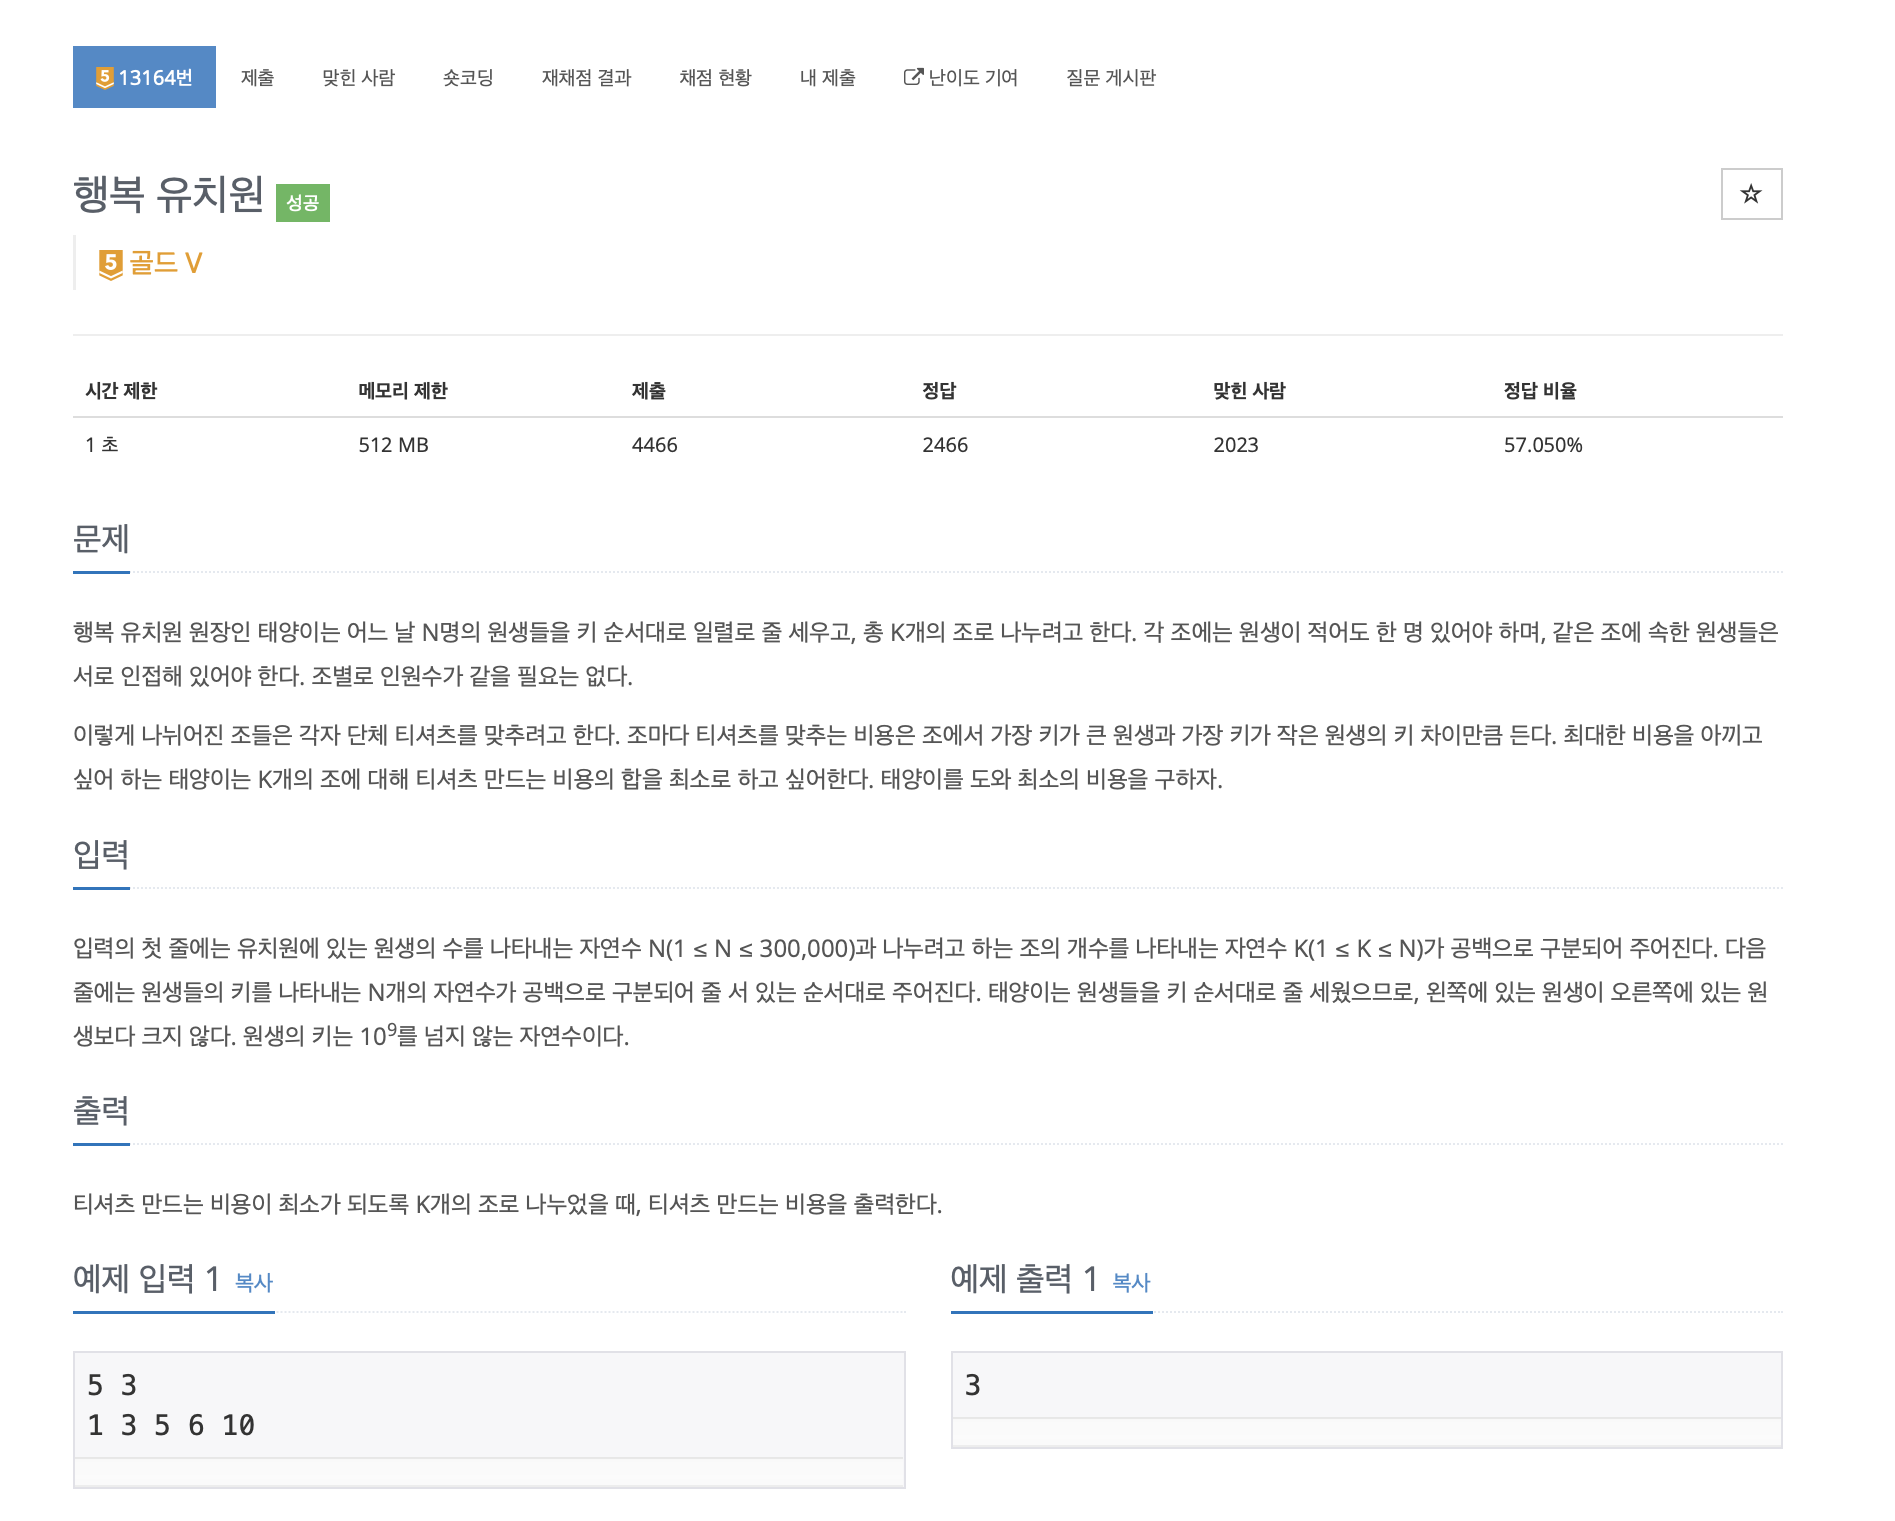 5 13164번 제출 맞힌 사람 숏코딩 재채점 결과 채점 현황 내 제출 난이도 기여 질문 게시판
행복 유치원 성공
5 골드 V
시간 제한 메모리 제한 제출 정답 맞힌 사람 정답 비율
1 초 512 MB 4466 2466 2023 57.050%
문제
행복 유치원 원장인 태양이는 어느 날 N명의 원생들을 키 순서대로 일렬로 줄 세우고, 총 K개의 조로 나누려고 한다. 각 조에는 원생이 적어도 한 명 있어야 하며, 같은 조에 속한 원생들은
서로 인접해 있어야 한다. 조별로 인원수가 같을 필요는 없다.
이렇게 나뉘어진 조들은 각자 단체 티셔츠를 맞추려고 한다. 조마다 티셔츠를 맞추는 비용은 조에서 가장 키가 큰 원생과 가장 키가 작은 원생의 키 차이만큼 든다. 최대한 비용을 아끼고
싶어 하는 태양이는 K개의 조에 대해 티셔츠 만드는 비용의 합을 최소로 하고 싶어한다. 태양이를 도와 최소의 비용을 구하자.
입력
입력의 첫 줄에는 유치원에 있는 원생의 수를 나타내는 자연수 N(1 ≤ N ≤ 300,000)과 나누려고 하는 조의 개수를 나타내는 자연수 K(1 ≤ K ≤ N)가 공백으로 구분되어 주어진다. 다음
줄에는 원생들의 키를 나타내는 N개의 자연수가 공백으로 구분되어 줄 서 있는 순서대로 주어진다. 태양이는 원생들을 키 순서대로 줄 세웠으므로, 왼쪽에 있는 원생이 오른쪽에 있는 원
생보다 크지 않다. 원생의 키는 10⁹를 넘지 않는 자연수이다.
출력
티셔츠 만드는 비용이 최소가 되도록 K개의 조로 나누었을 때, 티셔츠 만드는 비용을 출력한다.
예제 입력 1 복사
5 3
1 3 5 6 10
예제 출력 1 복사
3